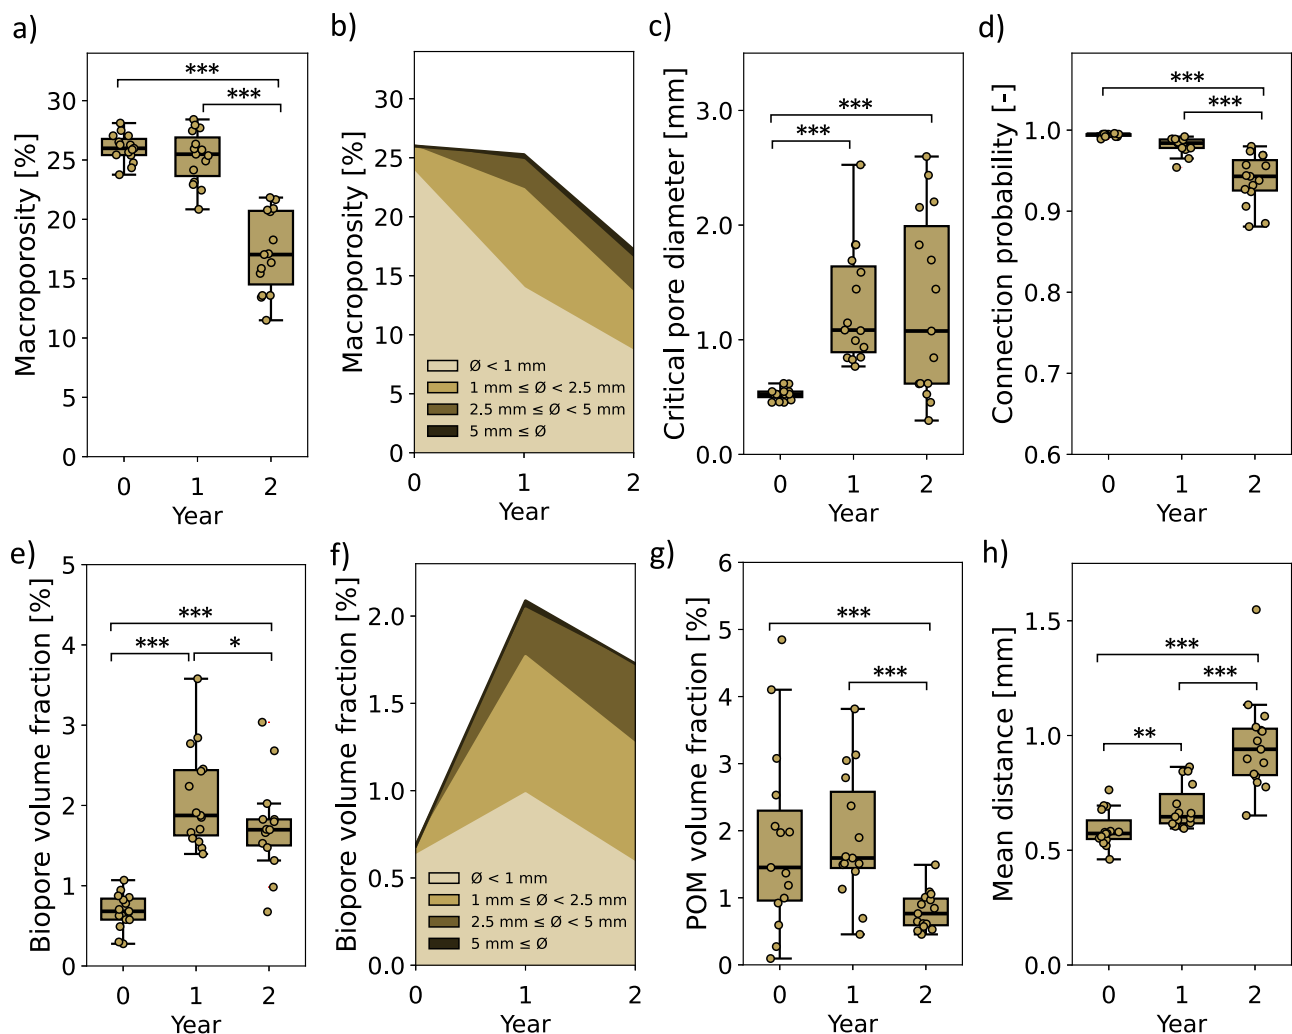 a)
Macroporosity [%]
30
25
20
15
10
5
0
***
***
0 1 2
Year
b)
Macroporosity [%]
30
25
20
15
10
5
0
Ø < 1 mm
1 mm ≤ Ø < 2.5 mm
2.5 mm ≤ Ø < 5 mm
5 mm ≤ Ø
0 1 2
Year
c)
Critical pore diameter [mm]
3.0
2.0
1.0
0.0
***
***
0 1 2
Year
d)
Connection probability [-]
1.0
0.9
0.8
0.7
0.6
***
***
0 1 2
Year
e)
Biopore volume fraction [%]
5
4
3
2
1
0
***
***
*
0 1 2
Year
f)
Biopore volume fraction [%]
2.0
1.5
1.0
0.5
0.0
Ø < 1 mm
1 mm ≤ Ø < 2.5 mm
2.5 mm ≤ Ø < 5 mm
5 mm ≤ Ø
0 1 2
Year
g)
POM volume fraction [%]
6
5
4
3
2
1
0
***
***
0 1 2
Year
h)
Mean distance [mm]
1.5
1.0
0.5
0.0
***
***
**
0 1 2
Year